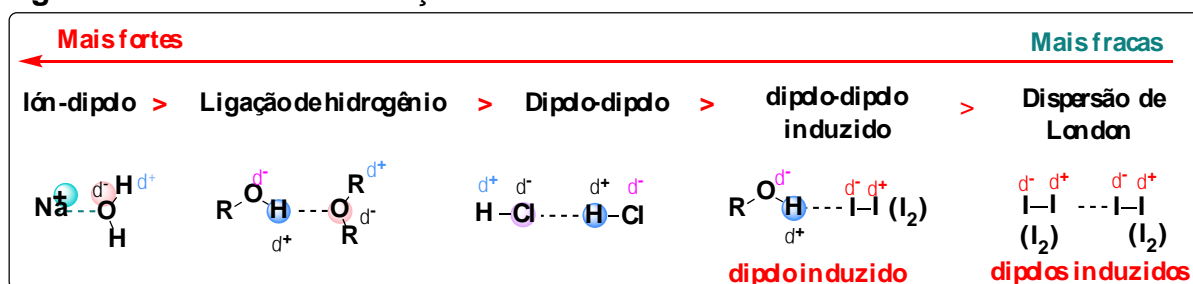 Mais fortes
Mais fracas
Ión-dipolo > Ligação de hidrogênio > Dipolo-dipolo > dipolo-dipolo induzido > Dispersão de London
Na + d- O H d+ H
R O d- H d+ R d+ O d- R
d+ H Cl d- d+ H Cl d-
R O d- H d+ d- I I d+ (I2)
d- I I d+ (I2) d- I I d+ (I2)
dipolo induzido
dipolos induzidos